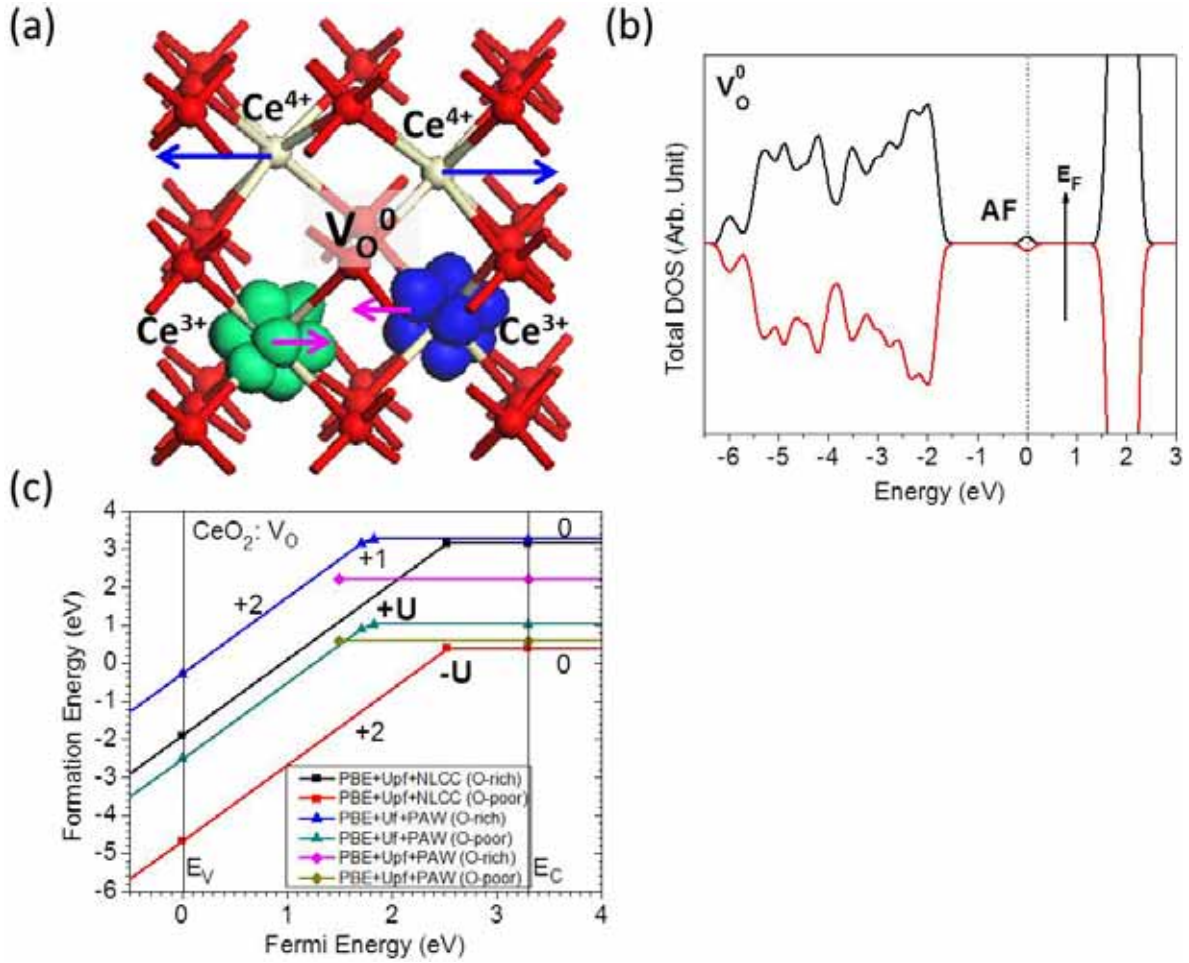 (a)
Ce4+
Ce4+
VO0
Ce3+
Ce3+
(b)
VO0
AF
EF
Total DOS (Arb. Unit)
-6 -5 -4 -3 -2 -1 0 1 2 3
Energy (eV)
(c)
4
3
2
1
0
-1
-2
-3
-4
-5
-6
Formation Energy (eV)
CeO2: VO
0
+1
+2
+U
-U
0
+2
PBE+Upf+NLCC (O-rich)
PBE+Upf+NLCC (O-poor)
PBE+Uf+PAW (O-rich)
PBE+Uf+PAW (O-poor)
PBE+Upf+PAW (O-rich)
PBE+Upf+PAW (O-poor)
EV
EC
0 1 2 3 4
Fermi Energy (eV)